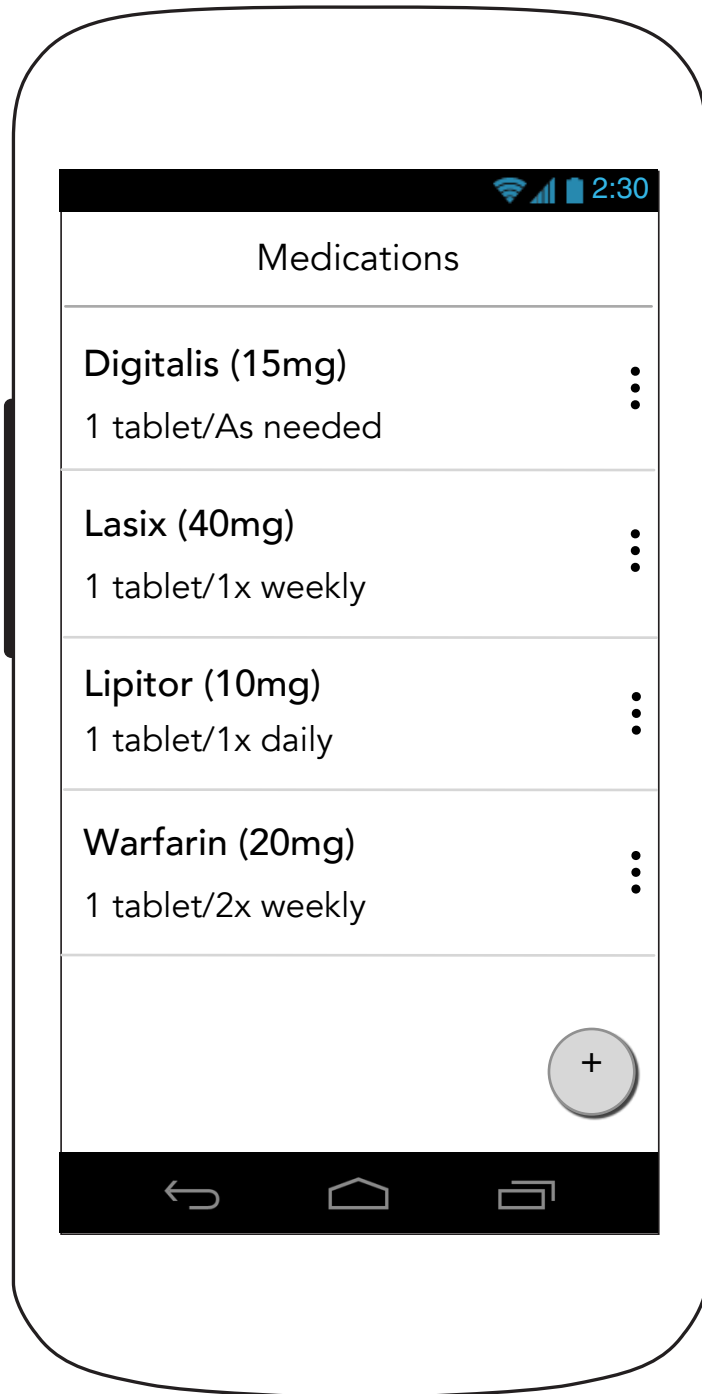 2:30
Medications
Digitalis (15mg)
1 tablet/As needed
Lasix (40mg)
1 tablet/1x weekly
Lipitor (10mg)
1 tablet/1x daily
Warfarin (20mg)
1 tablet/2x weekly
+